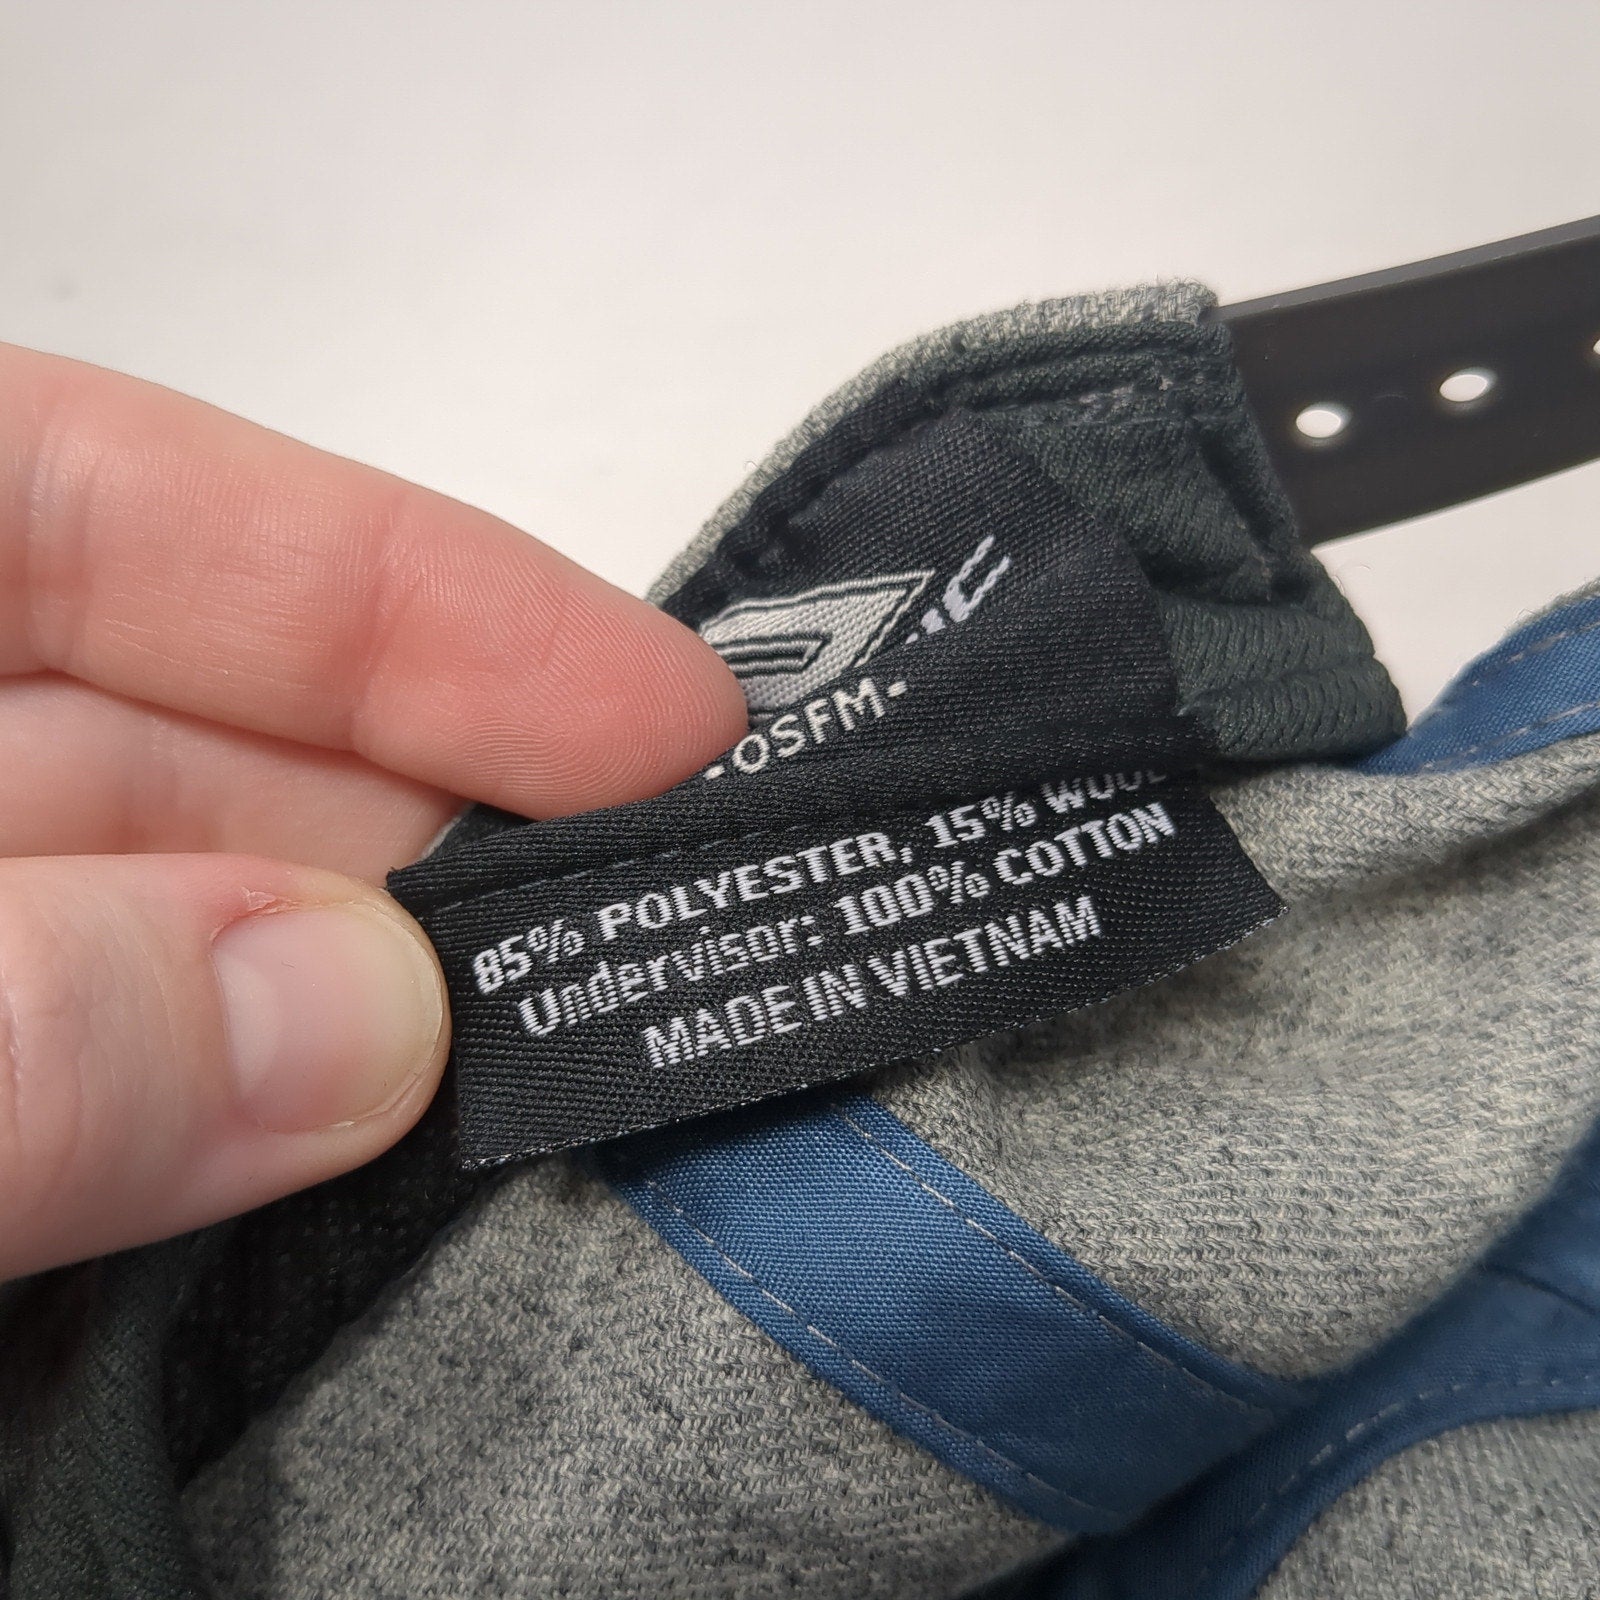 -OSFM-
85% POLYESTER, 15% WOOL
Undervisor: 100% COTTON
MADE IN VIETNAM